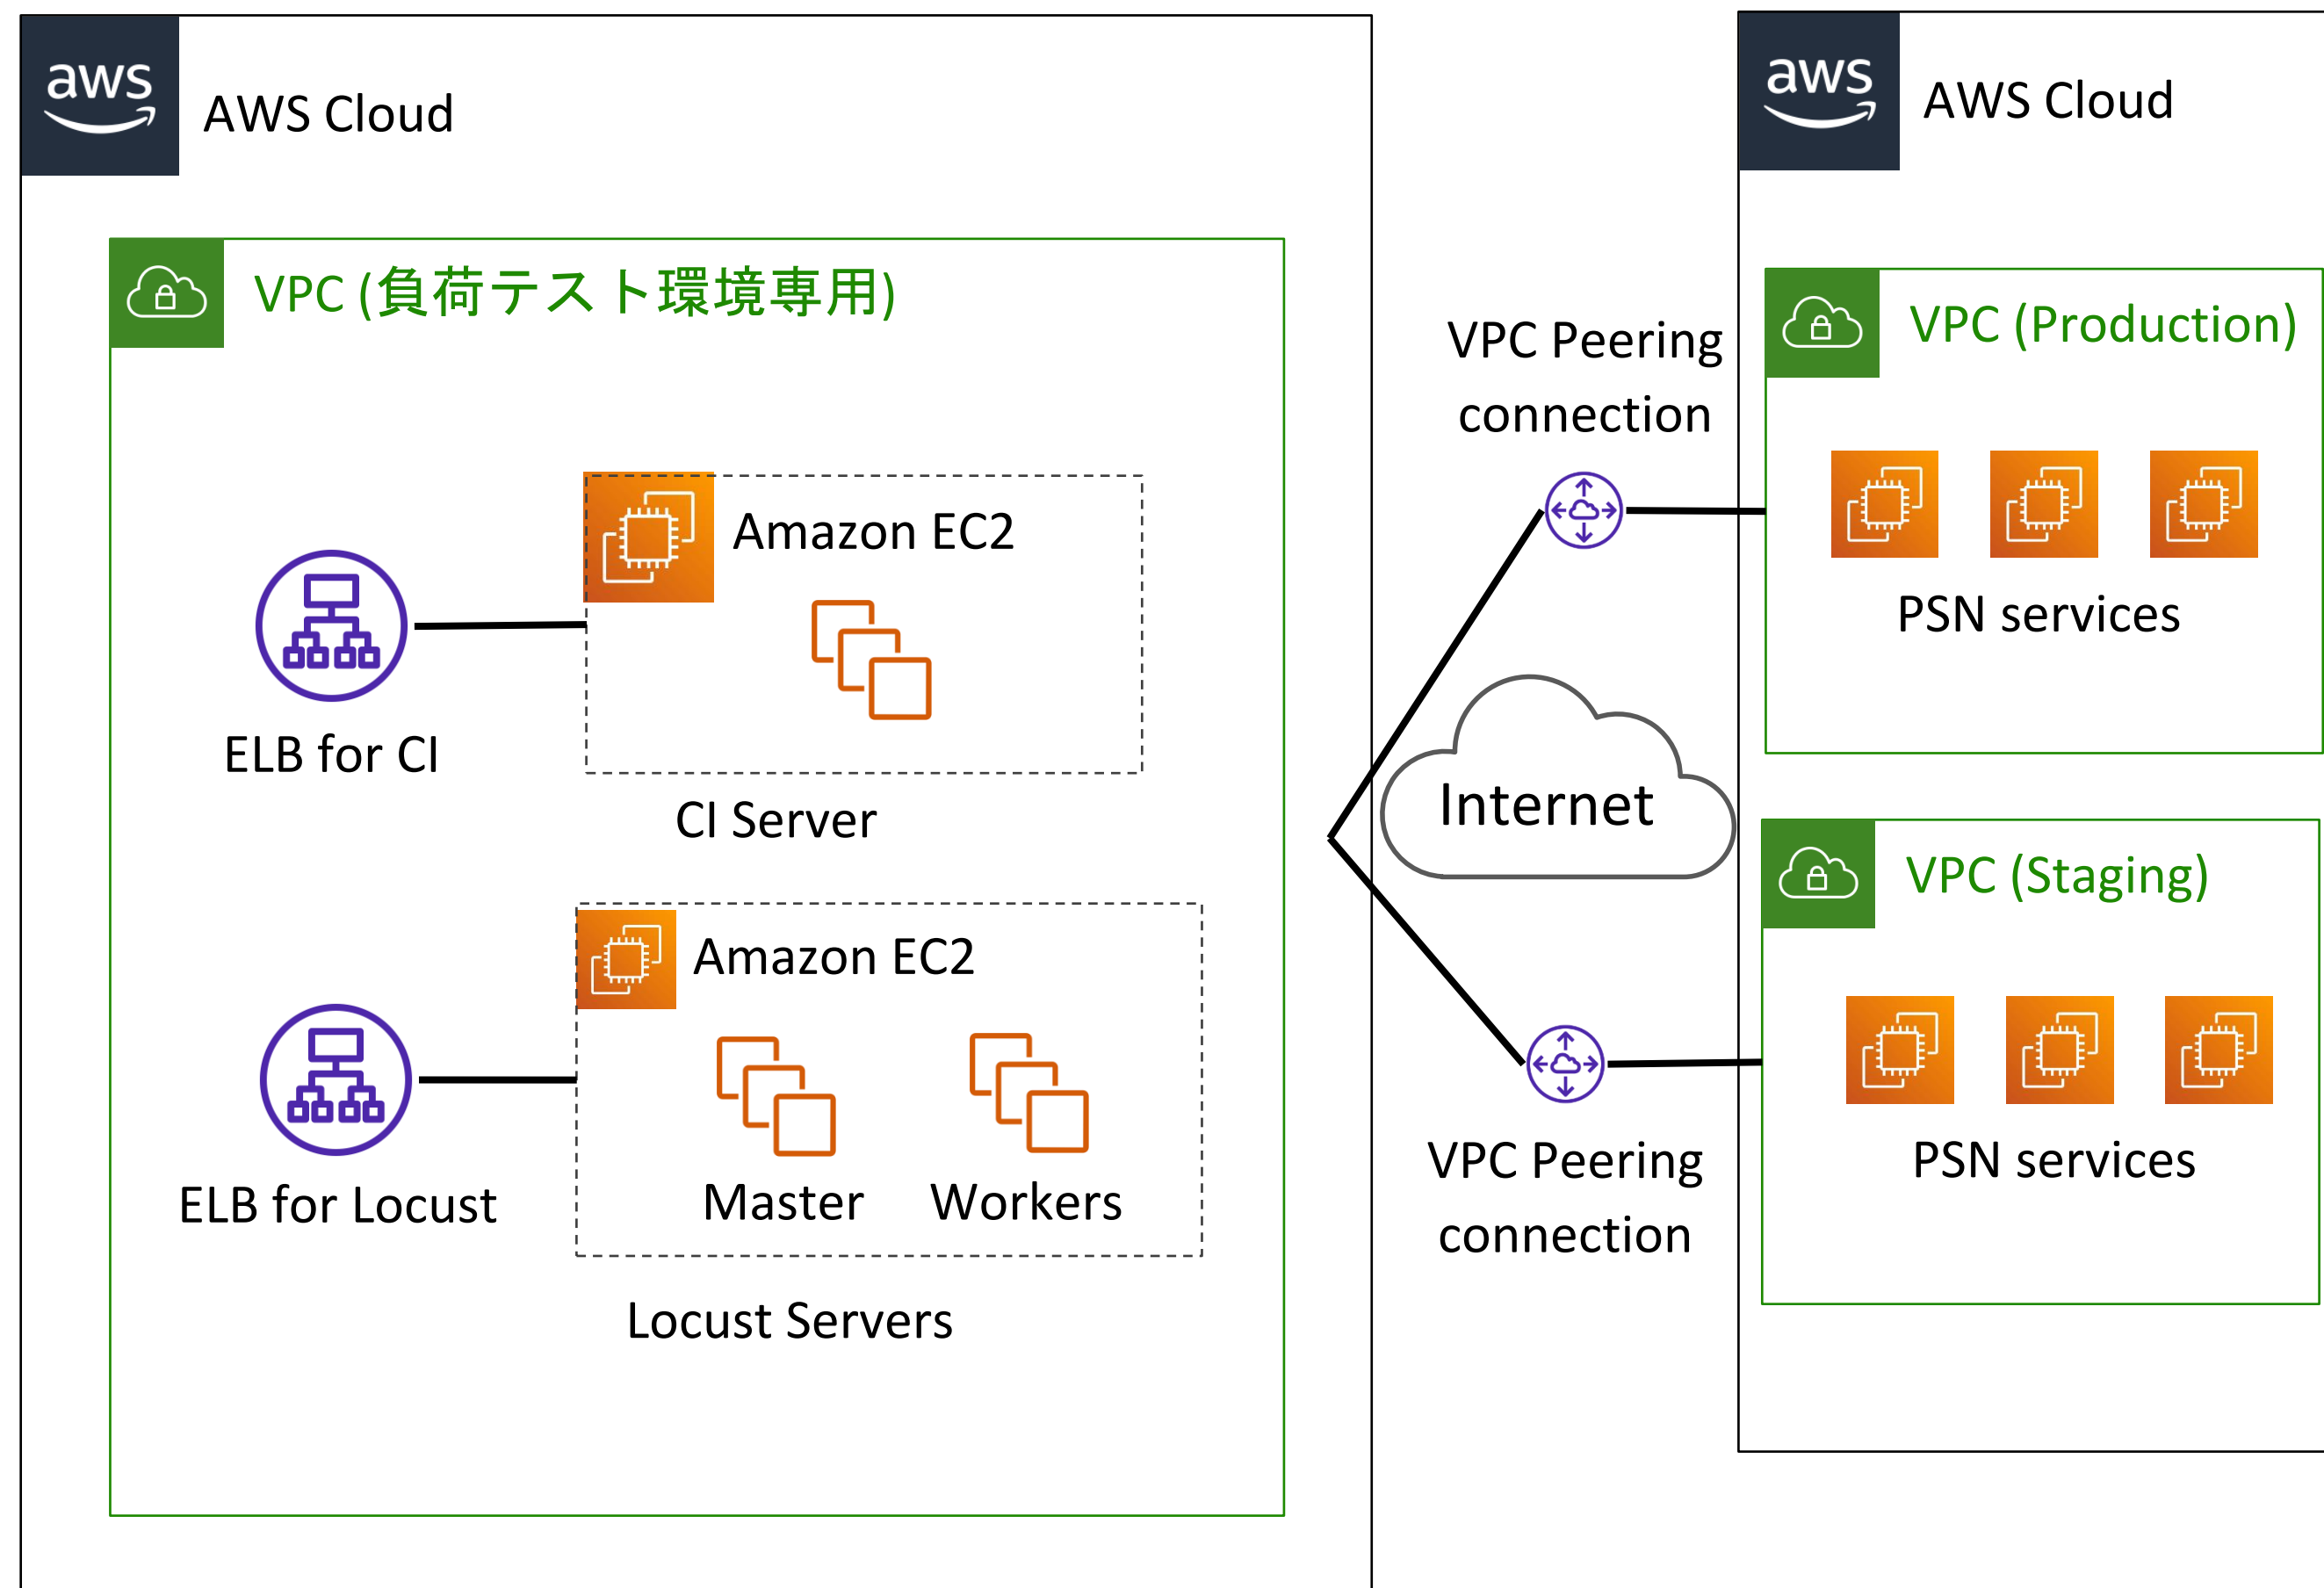 aws
AWS Cloud
VPC (負荷テスト環境専用)
Amazon EC2
ELB for CI
CI Server
Amazon EC2
Master
Workers
ELB for Locust
Locust Servers
VPC Peering
connection
Internet
VPC Peering
connection
aws
AWS Cloud
VPC (Production)
PSN services
VPC (Staging)
PSN services